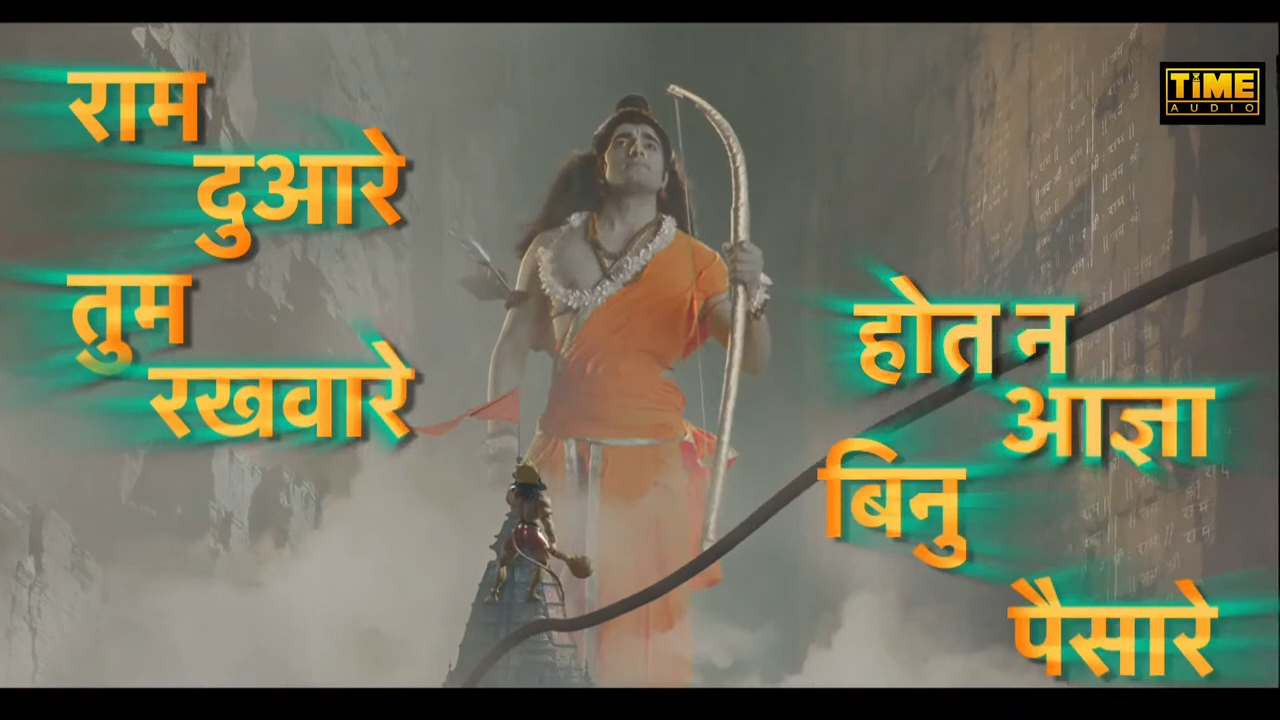 राम
दुआरे
तुम
रखवारे
होत न
आज्ञा
बिनु
पैसारे
TiME
AUDIO